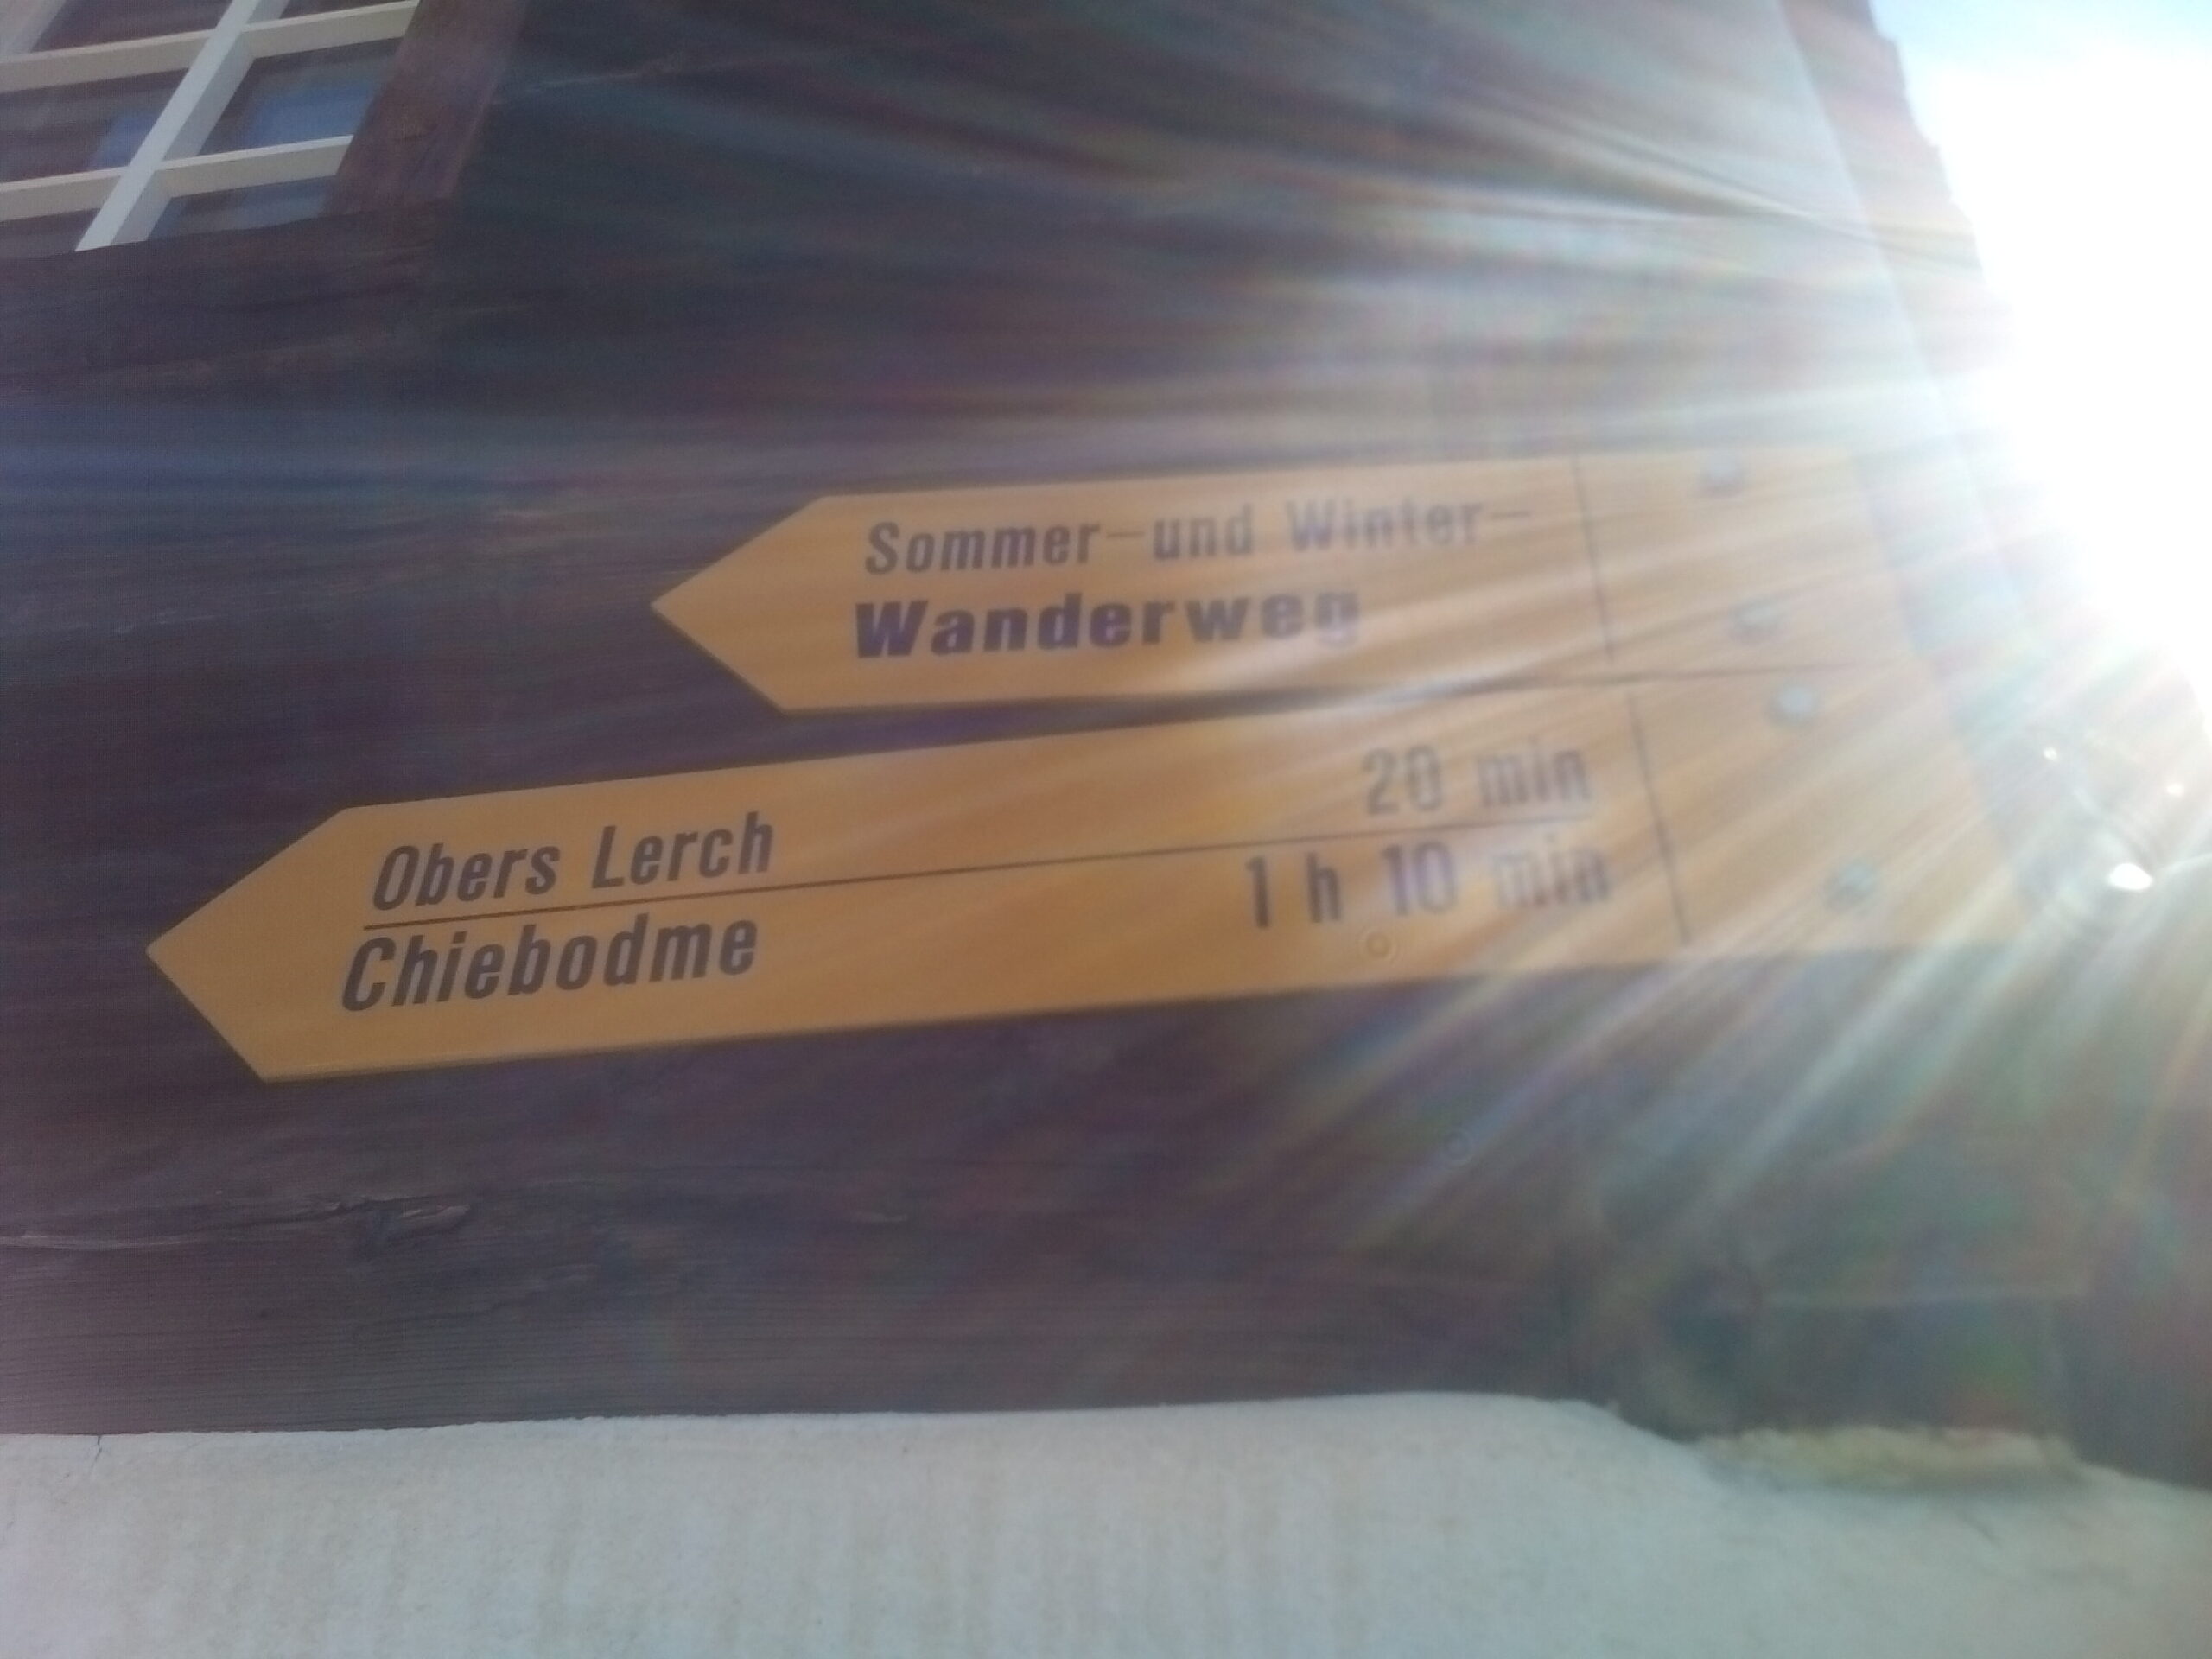 Sommer-und Winter-
Wanderweg
Obers Lerch 20 min
Chiebodme 1 h 10 min